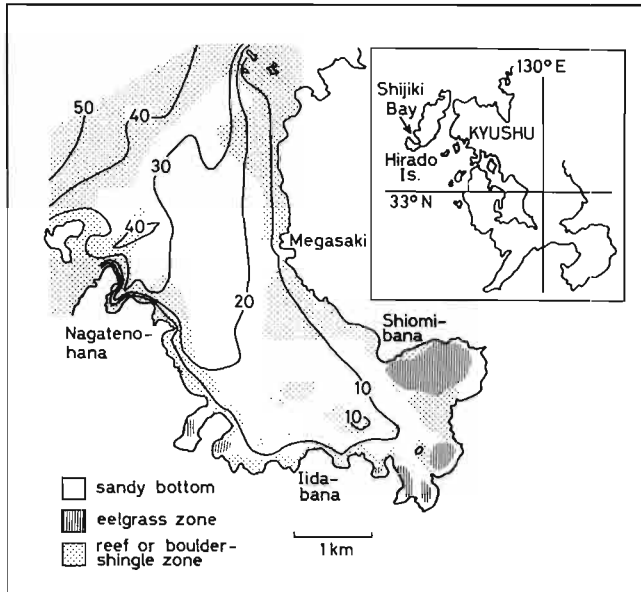 50
40
30
40
20
10
10
Megasaki
Nagateno-
hana
Shiomi-
bana
Iida-
bana
sandy bottom
eelgrass zone
reef or boulder-
shingle zone
1 km
130° E
Shijiki
Bay
KYUSHU
Hirado
Is.
33° N